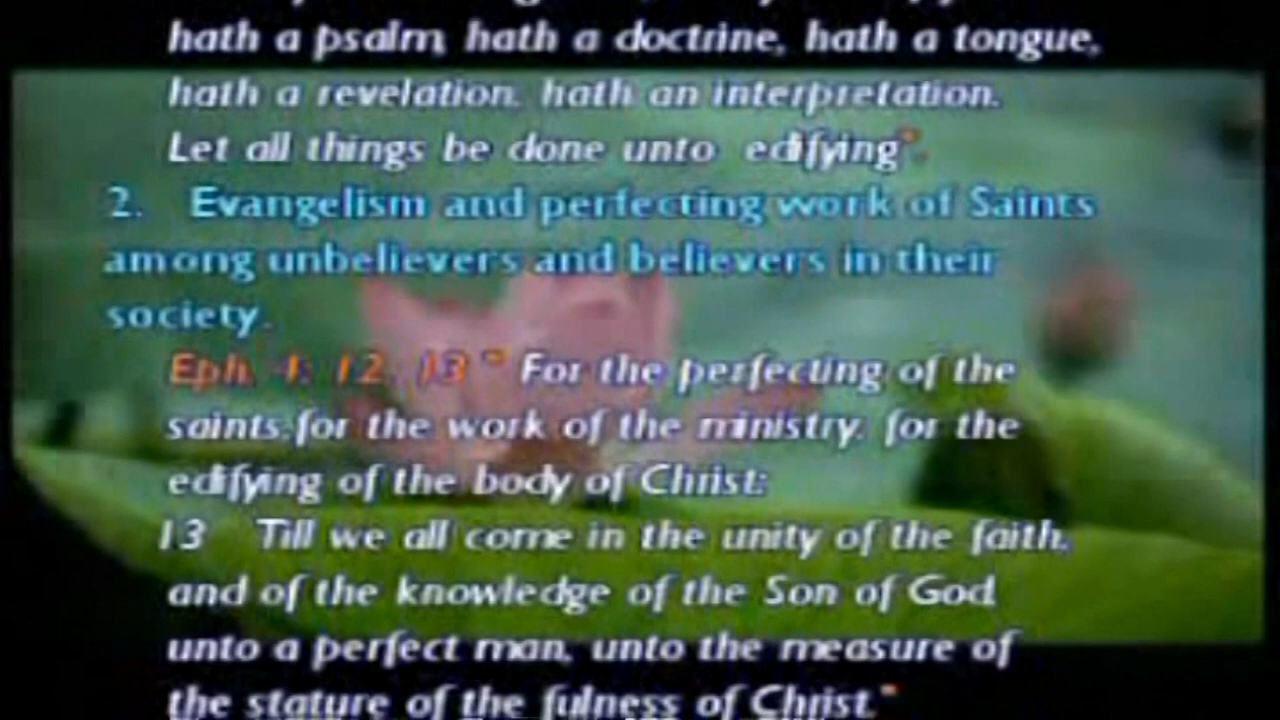 hath a psalm, hath a doctrine, hath a tongue,
hath a revelation, hath an interpretation.
Let all things be done unto edifying".
2. Evangelism and perfecting work of Saints
among unbelievers and believers in their
society.
Eph. 4: 12, 13 " For the perfecting of the
saints,for the work of the ministry, for the
edifying of the body of Christ:
13 Till we all come in the unity of the faith,
and of the knowledge of the Son of God,
unto a perfect man, unto the measure of
the stature of the fulness of Christ."